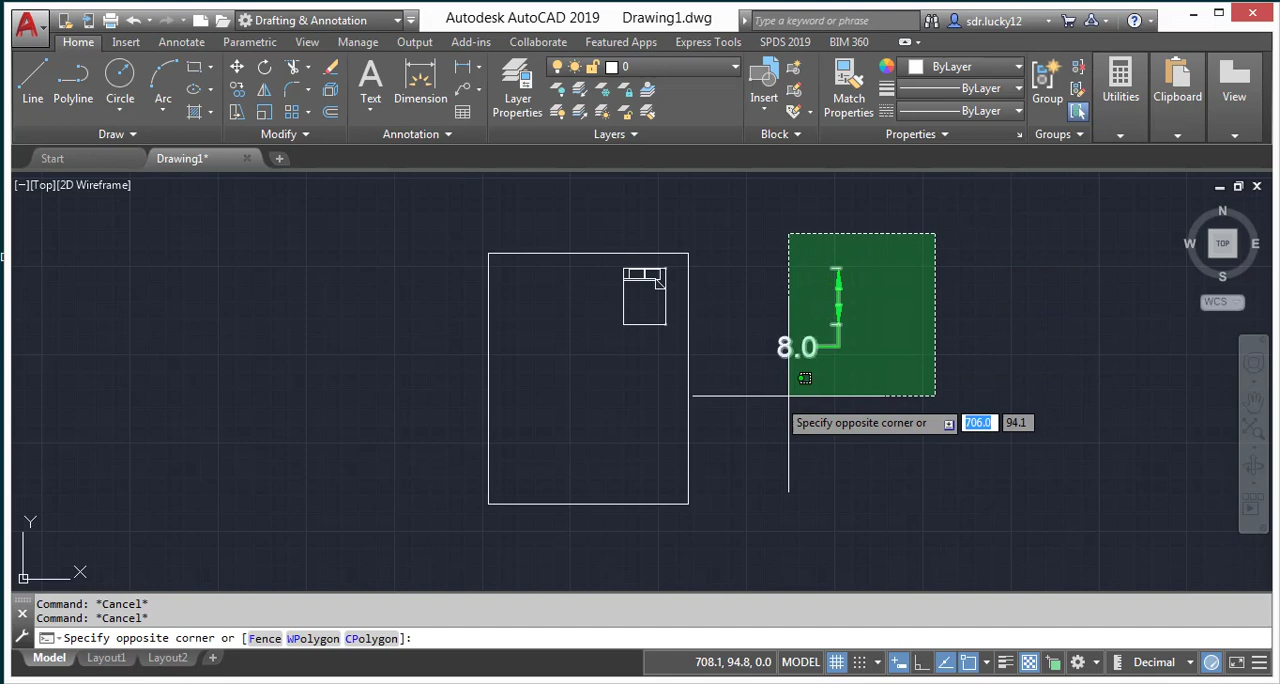 Drafting & Annotation
Autodesk AutoCAD 2019 Drawing1.dwg
Type a keyword or phrase
sdr.lucky12
Home Insert Annotate Parametric View Manage Output Add-ins Collaborate Featured Apps Express Tools SPDS 2019 BIM 360
Line Polyline Circle Arc
Text Dimension
Layer Properties
0
Insert
Match Properties
ByLayer
ByLayer
ByLayer
Group
Utilities Clipboard View
Draw Modify Annotation Layers Block Properties Groups
Start Drawing1*
[−][Top][2D Wireframe]
N
W TOP E
S
WCS
8.0
Specify opposite corner or 706.0 94.1
Y
X
Command: *Cancel*
Command: *Cancel*
Specify opposite corner or [Fence WPolygon CPolygon]:
Model Layout1 Layout2 +
708.1, 94.8, 0.0 MODEL Decimal